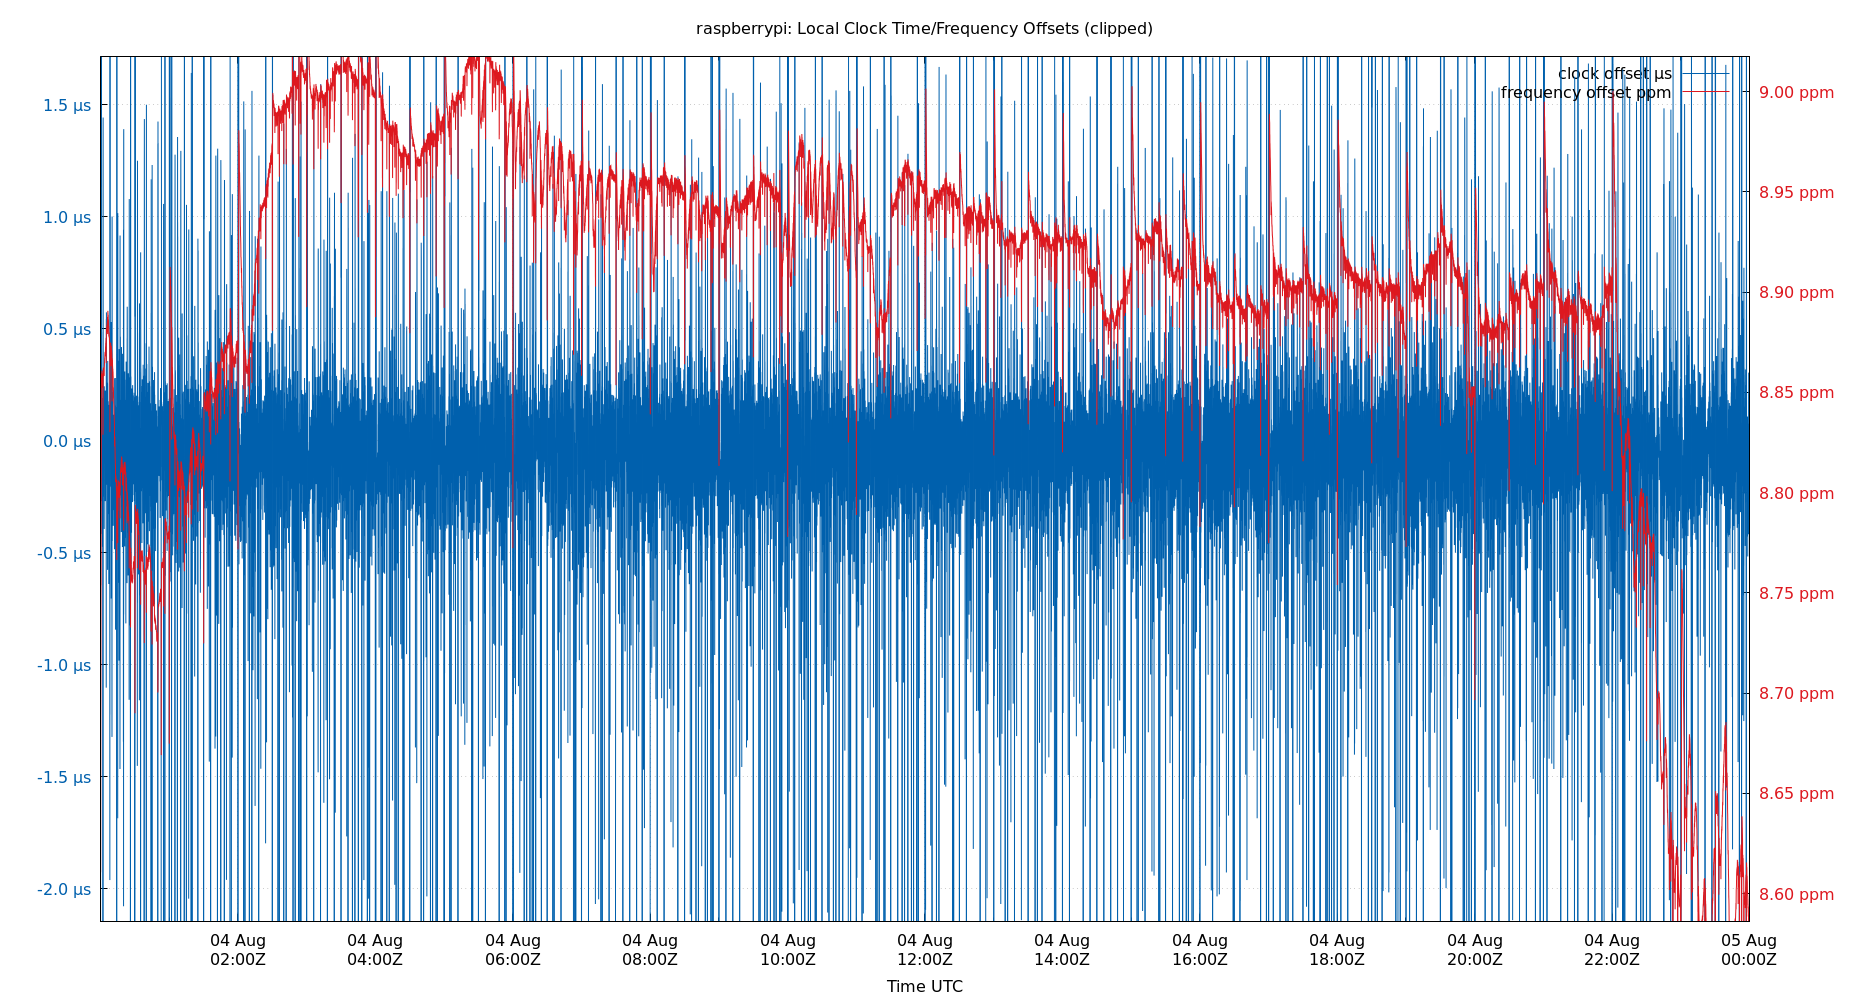 raspberrypi: Local Clock Time/Frequency Offsets (clipped)
clock offset µs
frequency offset ppm
1.5 µs
1.0 µs
0.5 µs
0.0 µs
-0.5 µs
-1.0 µs
-1.5 µs
-2.0 µs
9.00 ppm
8.95 ppm
8.90 ppm
8.85 ppm
8.80 ppm
8.75 ppm
8.70 ppm
8.65 ppm
8.60 ppm
04 Aug 04 Aug 04 Aug 04 Aug 04 Aug 04 Aug 04 Aug 04 Aug 04 Aug 04 Aug 04 Aug 05 Aug
02:00Z 04:00Z 06:00Z 08:00Z 10:00Z 12:00Z 14:00Z 16:00Z 18:00Z 20:00Z 22:00Z 00:00Z
Time UTC